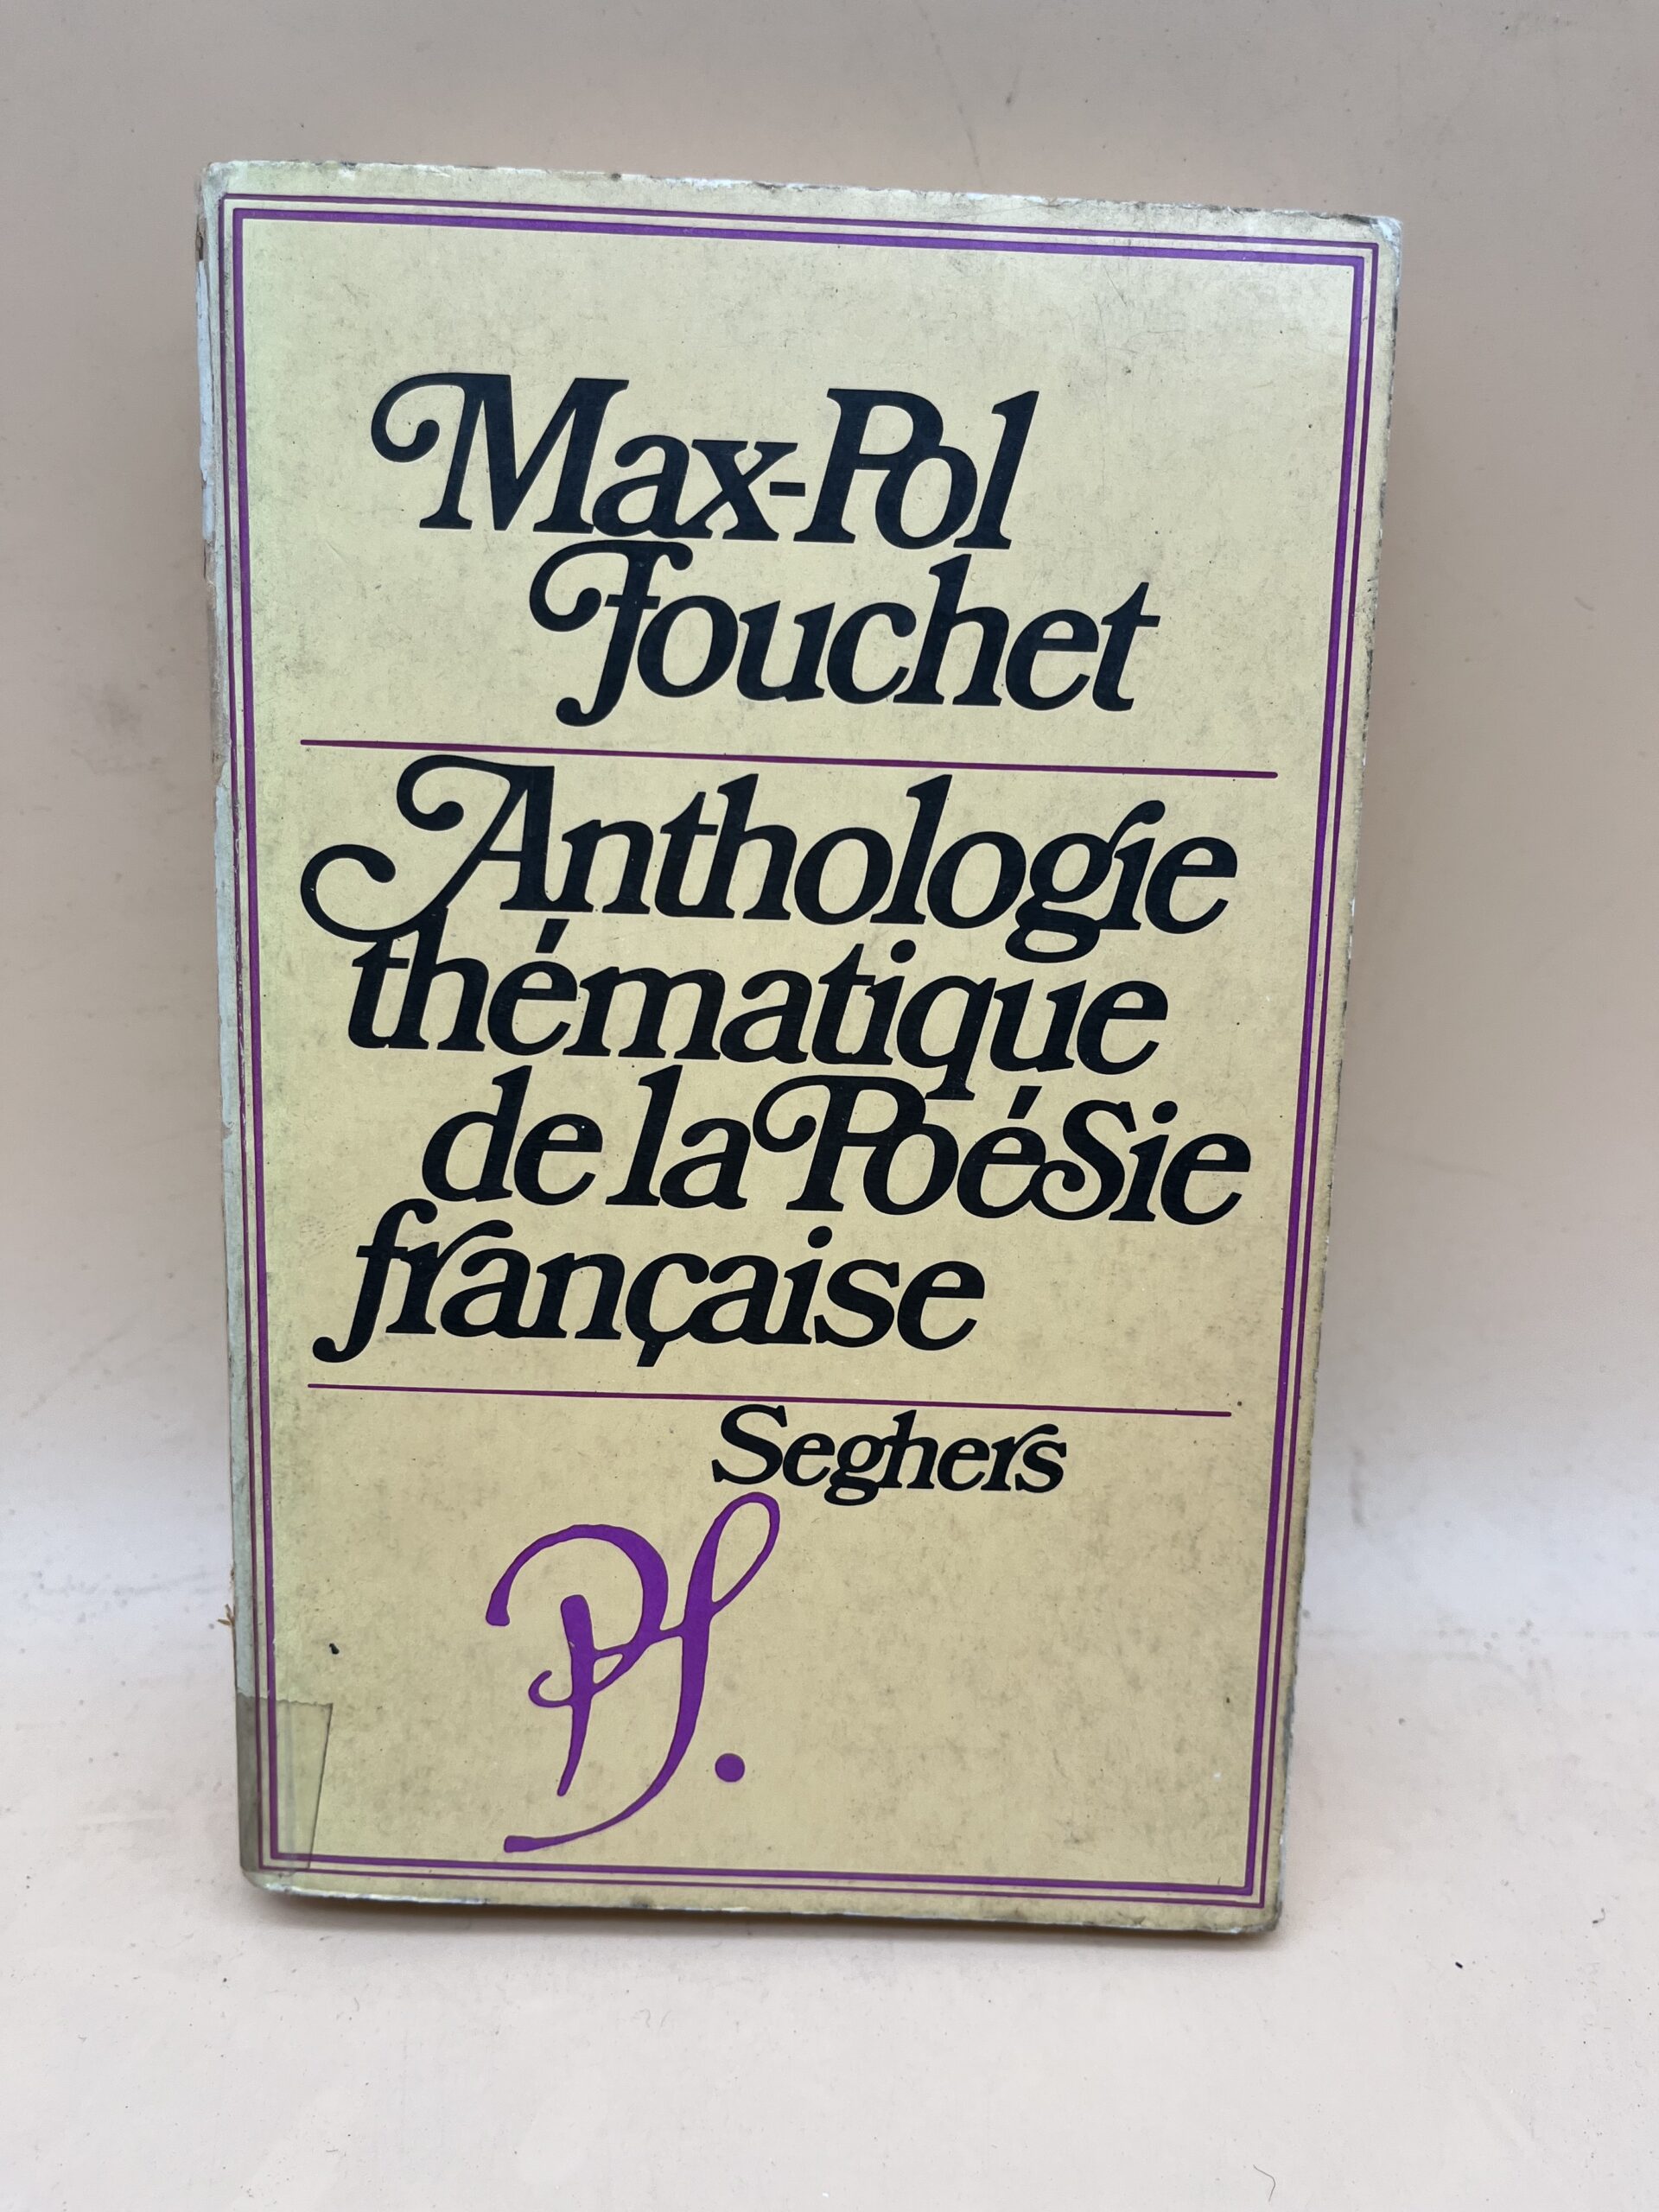 Max-Pol
Fouchet
Anthologie
thématique
de la PoéSie
française
Seghers
PS.